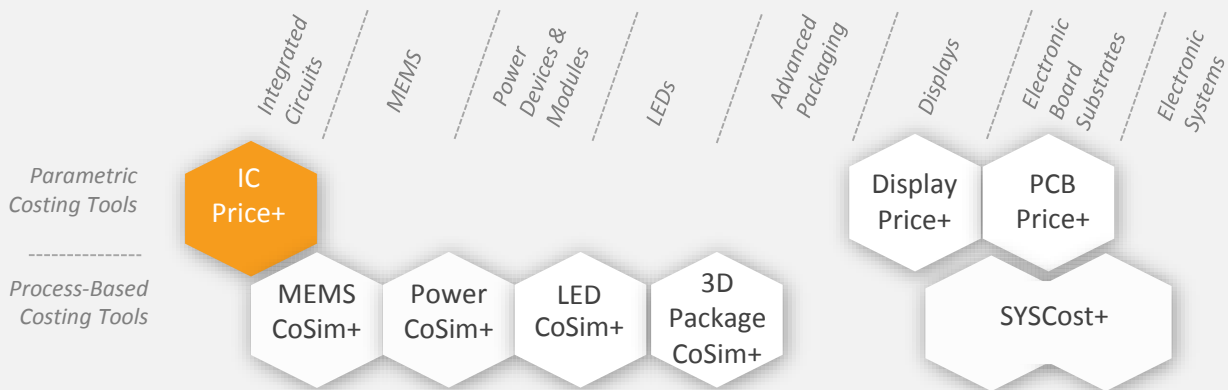 Integrated
Circuits
MEMS
Power
Devices &
Modules
LEDs
Advanced
Packaging
Displays
Electronic
Board
Substrates
Electronic
Systems
Parametric
Costing Tools
IC
Price+
Display
Price+
PCB
Price+
Process-Based
Costing Tools
MEMS
CoSim+
Power
CoSim+
LED
CoSim+
3D
Package
CoSim+
SYSCost+